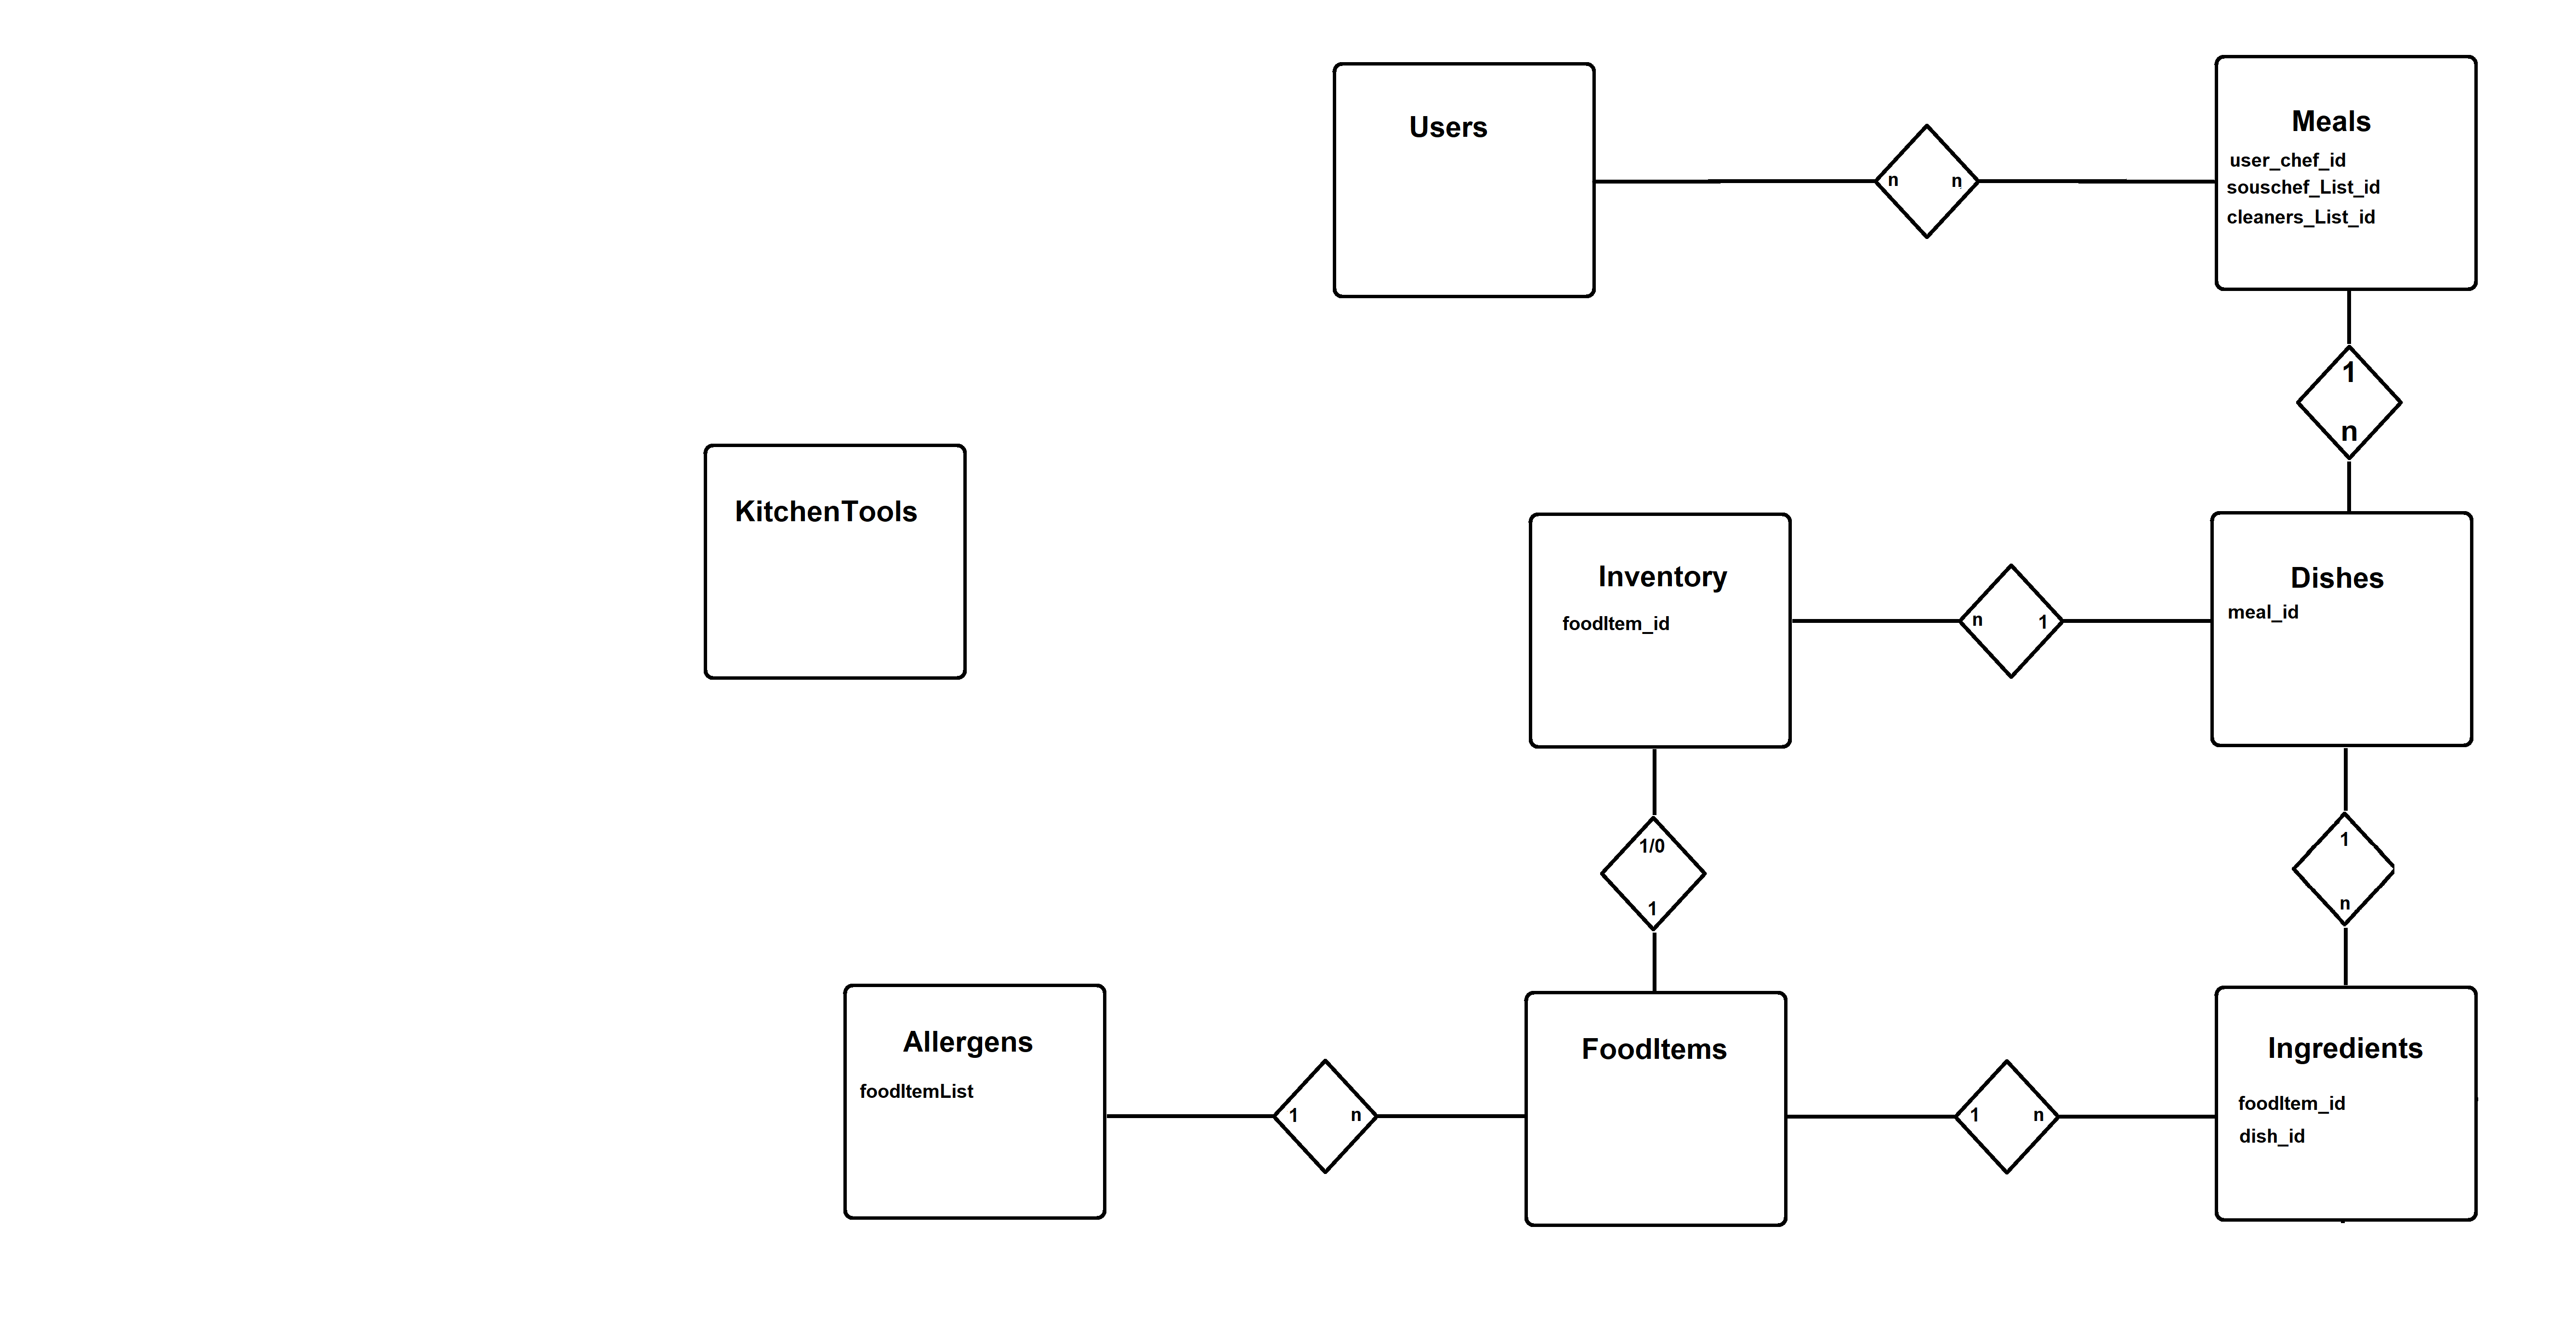 Users
Meals
user_chef_id
souschef_List_id
cleaners_List_id
n
n
1
n
KitchenTools
Inventory
foodItem_id
n
1
Dishes
meal_id
1/0
1
1
n
Allergens
foodItemList
1
n
FoodItems
1
n
Ingredients
foodItem_id
dish_id